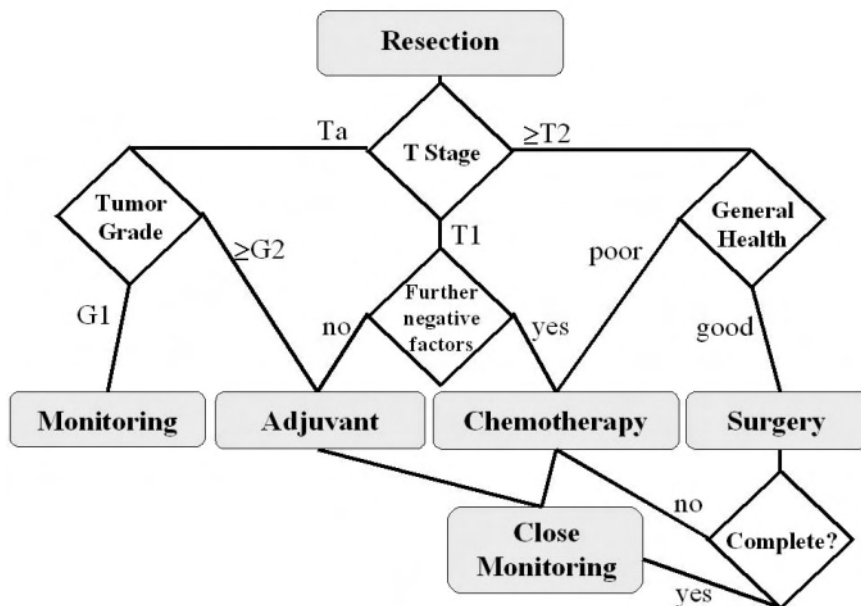 Resection
Ta
T Stage
≥T2
Tumor
Grade
General
Health
T1
≥G2
poor
G1
no
Further
negative
factors
yes
good
Monitoring
Adjuvant
Chemotherapy
Surgery
no
Close
Monitoring
Complete?
yes